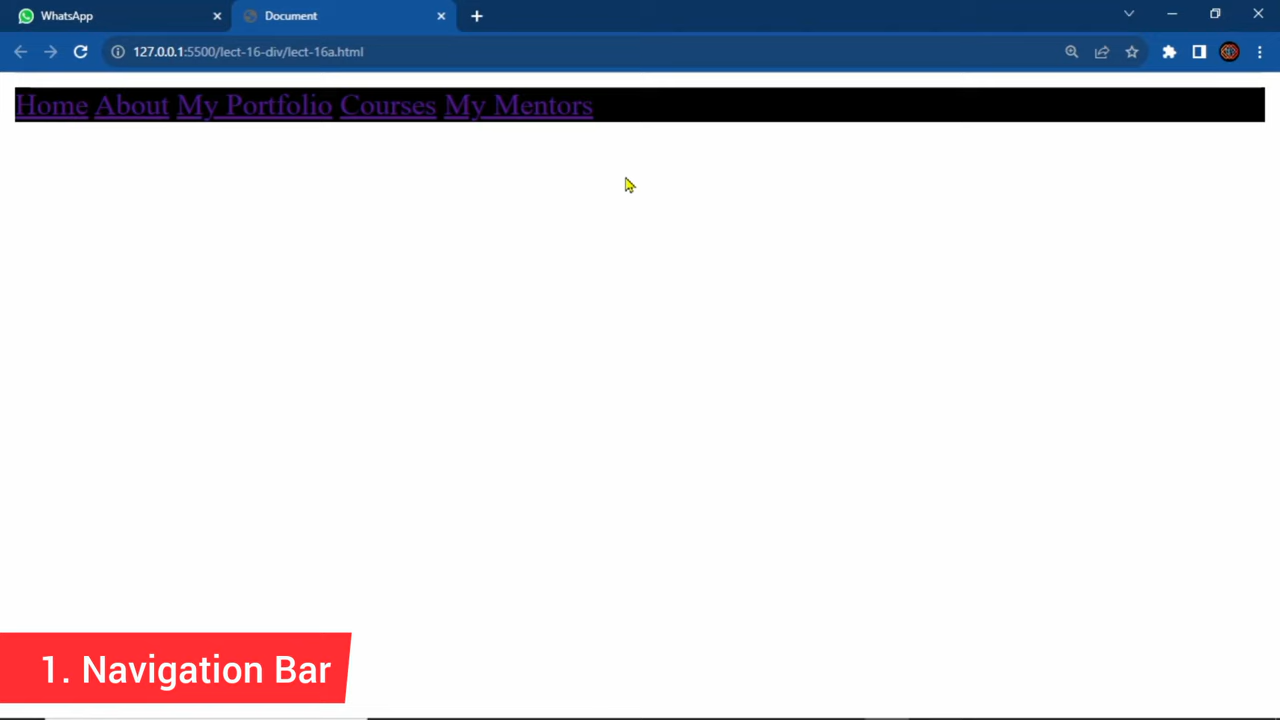 WhatsApp
Document
127.0.0.1:5500/lect-16-div/lect-16a.html
Home About My Portfolio Courses My Mentors
1. Navigation Bar